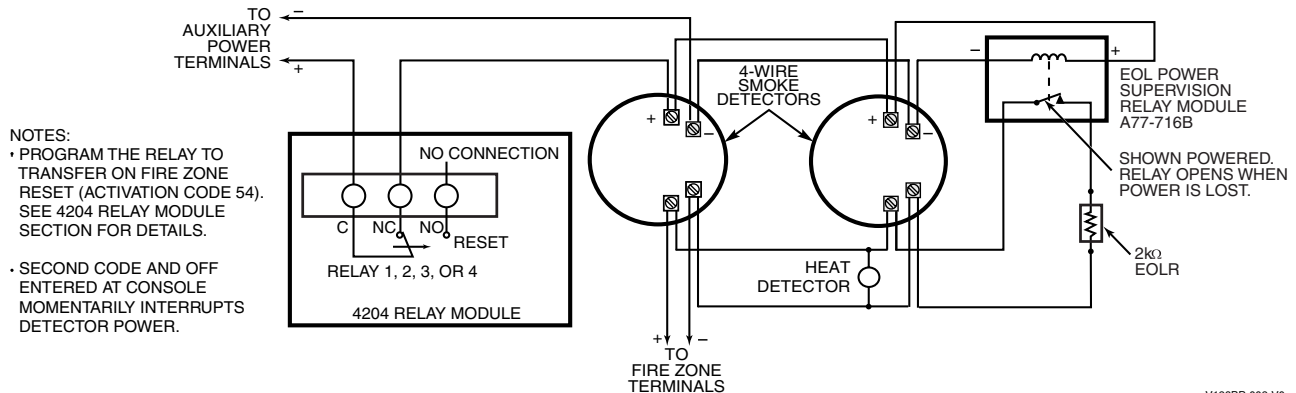 TO
AUXILIARY
POWER
TERMINALS
–
+
NOTES:
• PROGRAM THE RELAY TO
TRANSFER ON FIRE ZONE
RESET (ACTIVATION CODE 54).
SEE 4204 RELAY MODULE
SECTION FOR DETAILS.
• SECOND CODE AND OFF
ENTERED AT CONSOLE
MOMENTARILY INTERRUPTS
DETECTOR POWER.
NO CONNECTION
C
NC
NO
RESET
RELAY 1, 2, 3, OR 4
4204 RELAY MODULE
4-WIRE
SMOKE
DETECTORS
+
–
+
–
HEAT
DETECTOR
+
–
TO
FIRE ZONE
TERMINALS
–
+
EOL POWER
SUPERVISION
RELAY MODULE
A77-716B
SHOWN POWERED.
RELAY OPENS WHEN
POWER IS LOST.
2kΩ
EOLR